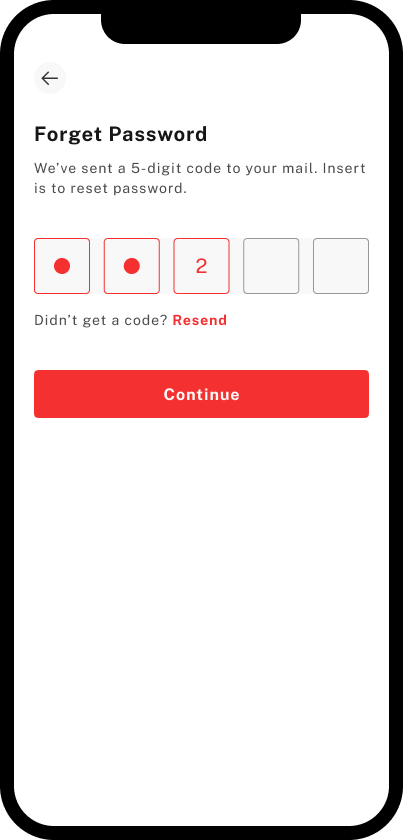 Forget Password
We've sent a 5-digit code to your mail. Insert
is to reset password.
2
Didn't get a code? Resend
Continue